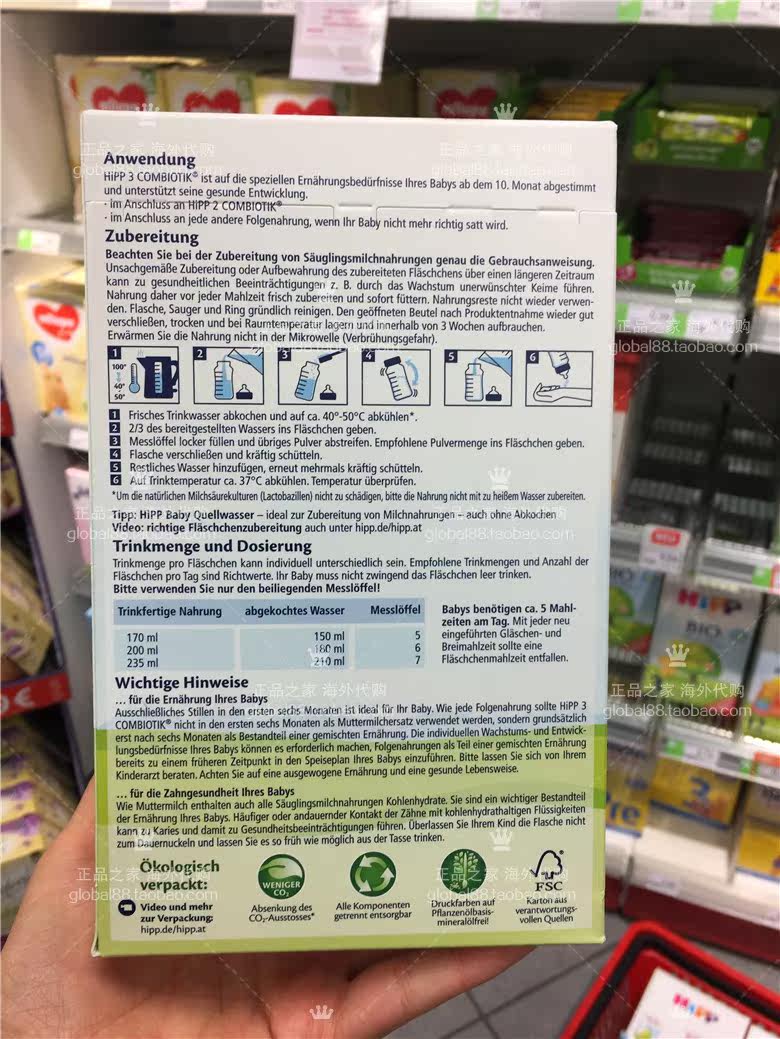 Anwendung
HiPP 3 COMBIOTIK® ist auf die speziellen Ernährungsbedürfnisse Ihres Babys ab dem 10. Monat abgestimmt
und unterstützt seine gesunde Entwicklung.
· im Anschluss an HiPP 2 COMBIOTIK®
· im Anschluss an jede andere Folgenahrung, wenn Ihr Baby nicht mehr richtig satt wird.
Zubereitung
Beachten Sie bei der Zubereitung von Säuglingsmilchnahrungen genau die Gebrauchsanweisung.
Unsachgemäße Zubereitung oder Aufbewahrung des zubereiteten Fläschchens über einen längeren Zeitraum
kann zu gesundheitlichen Beeinträchtigungen z. B. durch das Wachstum unerwünschter Keime führen.
Nahrung daher vor jeder Mahlzeit frisch zubereiten und sofort füttern. Nahrungsreste nicht wieder verwen-
den. Flasche, Sauger und Ring gründlich reinigen. Den geöffneten Beutel nach Produktentnahme wieder gut
verschließen, trocken und bei Raumtemperatur lagern und innerhalb von 3 Wochen aufbrauchen.
Erwärmen Sie die Nahrung nicht in der Mikrowelle (Verbrühungsgefahr).
1 2 3 4 5 6
100°
40°
50°
1 Frisches Trinkwasser abkochen und auf ca. 40°-50°C abkühlen*.
2 2/3 des bereitgestellten Wassers ins Fläschchen geben.
3 Messlöffel locker füllen und übriges Pulver abstreifen. Empfohlene Pulvermenge ins Fläschchen geben.
4 Flasche verschließen und kräftig schütteln.
5 Restliches Wasser hinzufügen, erneut mehrmals kräftig schütteln.
6 Auf Trinktemperatur ca. 37°C abkühlen. Temperatur überprüfen.
*Um die natürlichen Milchsäurekulturen (Lactobazillen) nicht zu schädigen, bitte die Nahrung nicht mit zu heißem Wasser zubereiten.
Tipp: HiPP Baby Quellwasser – ideal zur Zubereitung von Milchnahrungen – auch ohne Abkochen
Video: richtige Fläschchenzubereitung auch unter hipp.de/hipp.at
Trinkmenge und Dosierung
Trinkmenge pro Fläschchen kann individuell unterschiedlich sein. Empfohlene Trinkmengen und Anzahl der
Fläschchen pro Tag sind Richtwerte. Ihr Baby muss nicht zwingend das Fläschchen leer trinken.
Bitte verwenden Sie nur den beiliegenden Messlöffel!
Trinkfertige Nahrung abgekochtes Wasser Messlöffel
170 ml 150 ml 5
200 ml 180 ml 6
235 ml 210 ml 7
Babys benötigen ca. 5 Mahl-
zeiten am Tag. Mit jeder neu
eingeführten Gläschen- und
Breimahlzeit sollte eine
Fläschchenmahlzeit entfallen.
Wichtige Hinweise
... für die Ernährung Ihres Babys
Ausschließliches Stillen in den ersten sechs Monaten ist ideal für Ihr Baby. Wie jede Folgenahrung sollte HiPP 3
COMBIOTIK® nicht in den ersten sechs Monaten als Muttermilchersatz verwendet werden, sondern grundsätzlich
erst nach sechs Monaten als Bestandteil einer gemischten Ernährung. Die individuellen Wachstums- und Entwick-
lungsbedürfnisse Ihres Babys können es erforderlich machen, Folgenahrungen als Teil einer gemischten Ernährung
bereits zu einem früheren Zeitpunkt in den Speiseplan Ihres Babys einzuführen. Bitte lassen Sie sich von Ihrem
Kinderarzt beraten. Achten Sie auf eine ausgewogene Ernährung und eine gesunde Lebensweise.
... für die Zahngesundheit Ihres Babys
Wie Muttermilch enthalten auch alle Säuglingsmilchnahrungen Kohlenhydrate. Sie sind ein wichtiger Bestandteil
der Ernährung Ihres Babys. Häufiger oder andauernder Kontakt der Zähne mit kohlenhydrathaltigen Flüssigkeiten
kann zu Karies und damit zu Gesundheitsbeeinträchtigungen führen. Überlassen Sie Ihrem Kind die Flasche nicht
zum Dauernuckeln und lassen Sie es so früh wie möglich aus der Tasse trinken.
Ökologisch
verpackt:
Video und mehr
zur Verpackung:
hipp.de/hipp.at
WENIGER
CO₂
Absenkung des
CO₂-Ausstosses*
Alle Komponenten
getrennt entsorgbar
Druckfarben auf
Pflanzenölbasis-
mineralölfrei!
FSC
Karton aus
verantwortungs-
vollen Quellen
正品之家 海外代购
global88.taobao.com
HiPP
BIO
NEU
HiPP